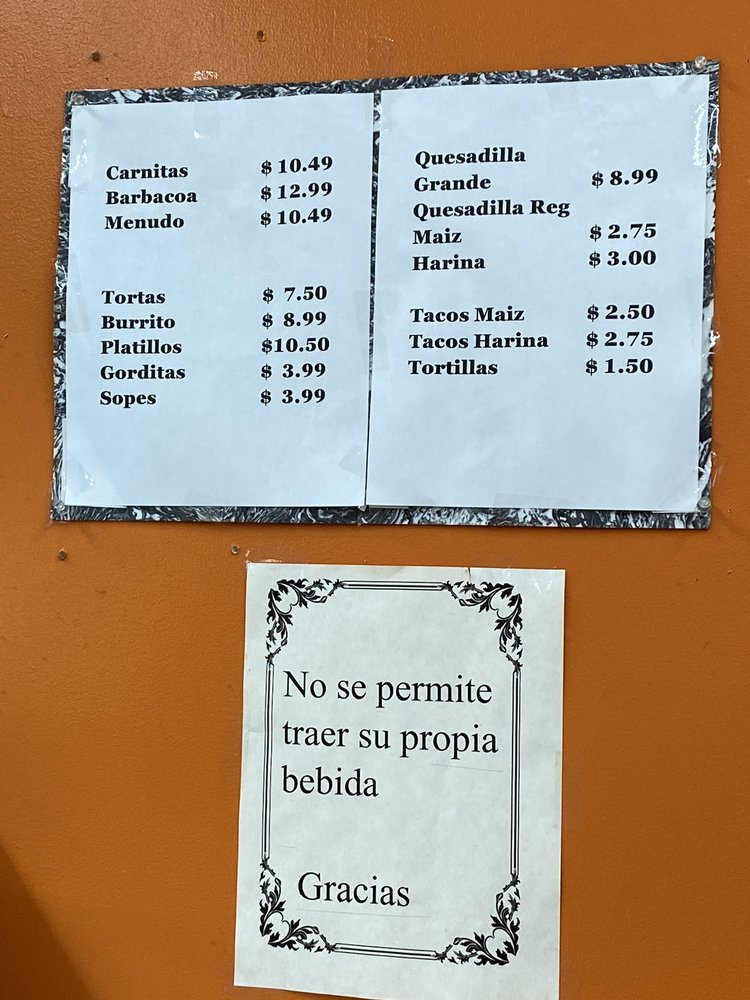 Carnitas $ 10.49
Barbacoa $ 12.99
Menudo $ 10.49
Tortas $ 7.50
Burrito $ 8.99
Platillos $10.50
Gorditas $ 3.99
Sopes $ 3.99
Quesadilla
Grande $ 8.99
Quesadilla Reg
Maiz $ 2.75
Harina $ 3.00
Tacos Maiz $ 2.50
Tacos Harina $ 2.75
Tortillas $ 1.50
No se permite
traer su propia
bebida
Gracias